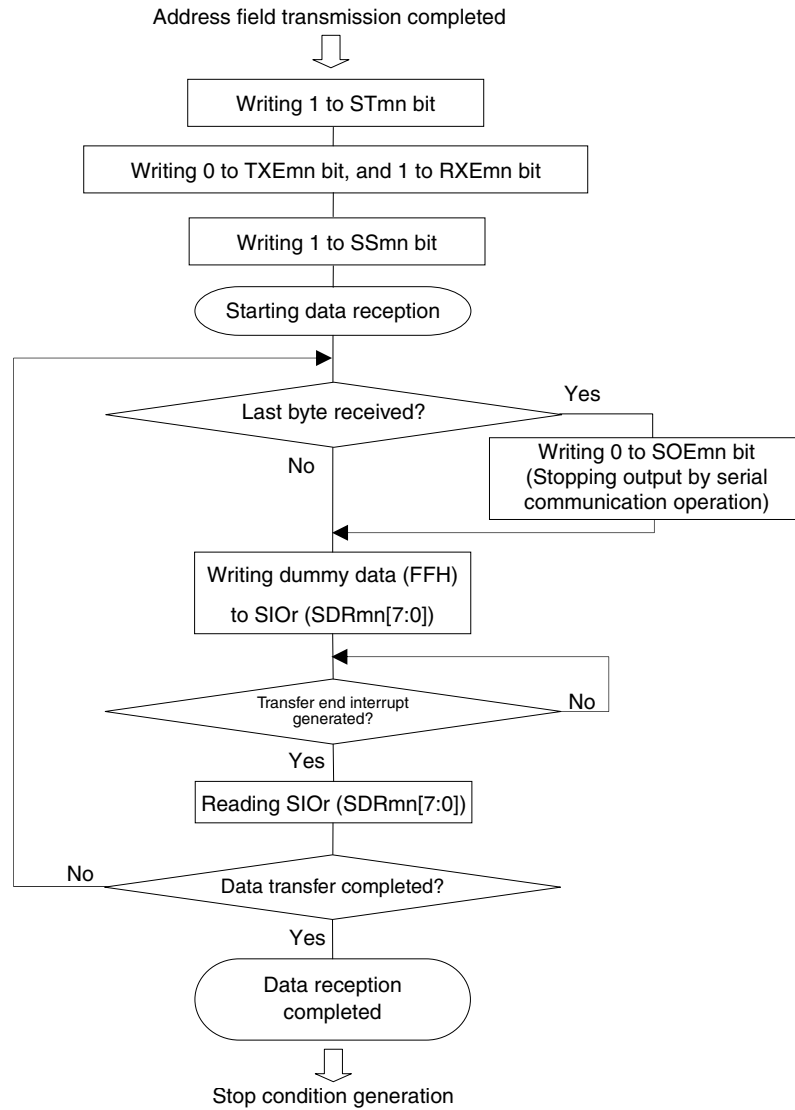 Address field transmission completed
Writing 1 to STmn bit
Writing 0 to TXEmn bit, and 1 to RXEmn bit
Writing 1 to SSmn bit
Starting data reception
Last byte received?
Yes
Writing 0 to SOEmn bit
(Stopping output by serial
communication operation)
No
Writing dummy data (FFH)
to SIOr (SDRmn[7:0])
Transfer end interrupt
generated?
No
Yes
Reading SIOr (SDRmn[7:0])
No
Data transfer completed?
Yes
Data reception
completed
Stop condition generation